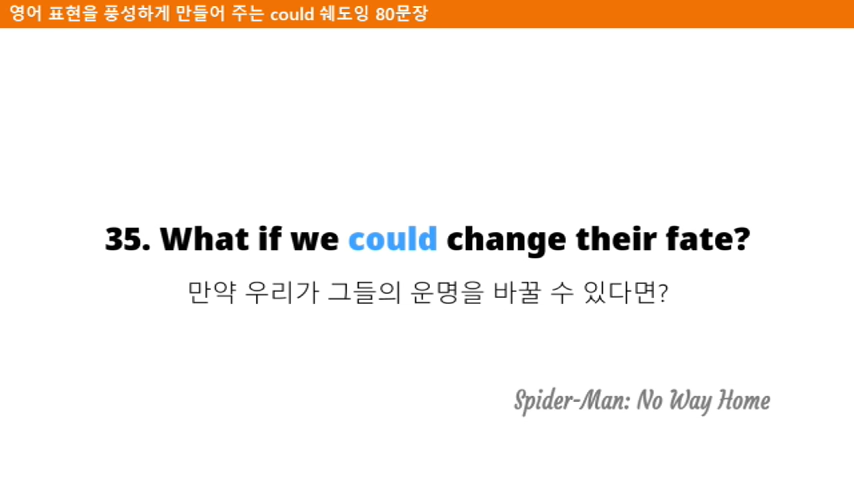 영어 표현을 풍성하게 만들어 주는 could 쉐도잉 80문장
35. What if we could change their fate?
만약 우리가 그들의 운명을 바꿀 수 있다면?
Spider-Man: No Way Home